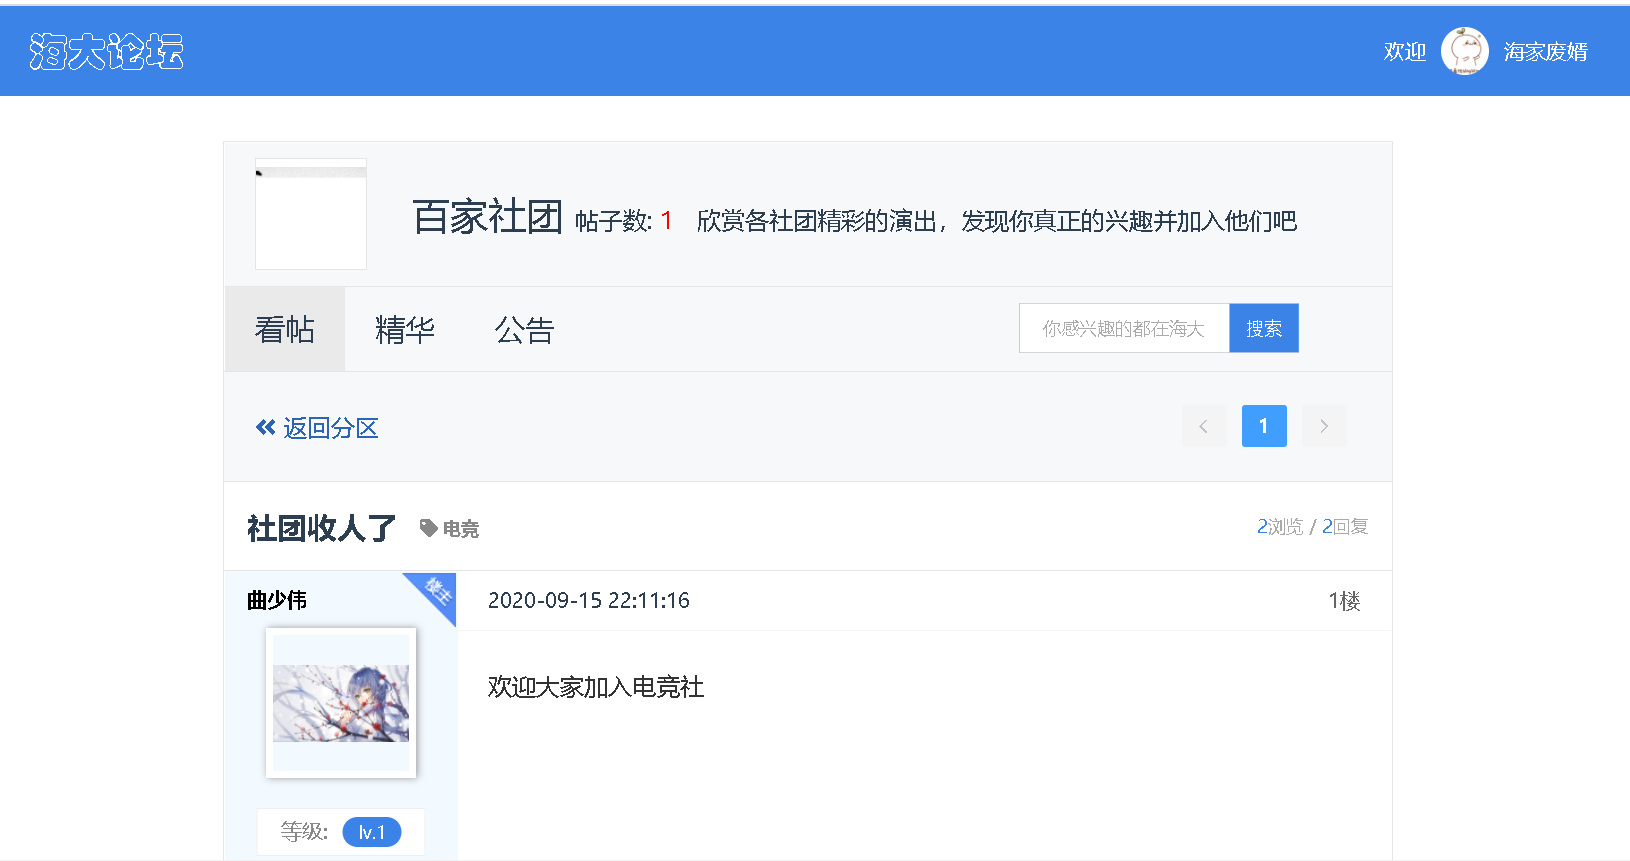 海大论坛
欢迎 海家废婿
百家社团 帖子数: 1 欣赏各社团精彩的演出，发现你真正的兴趣并加入他们吧
看帖 精华 公告 你感兴趣的都在海大 搜索
返回分区 1
社团收人了 电竞 2浏览 / 2回复
曲少伟 楼主 2020-09-15 22:11:16 1楼
欢迎大家加入电竞社
等级: lv.1